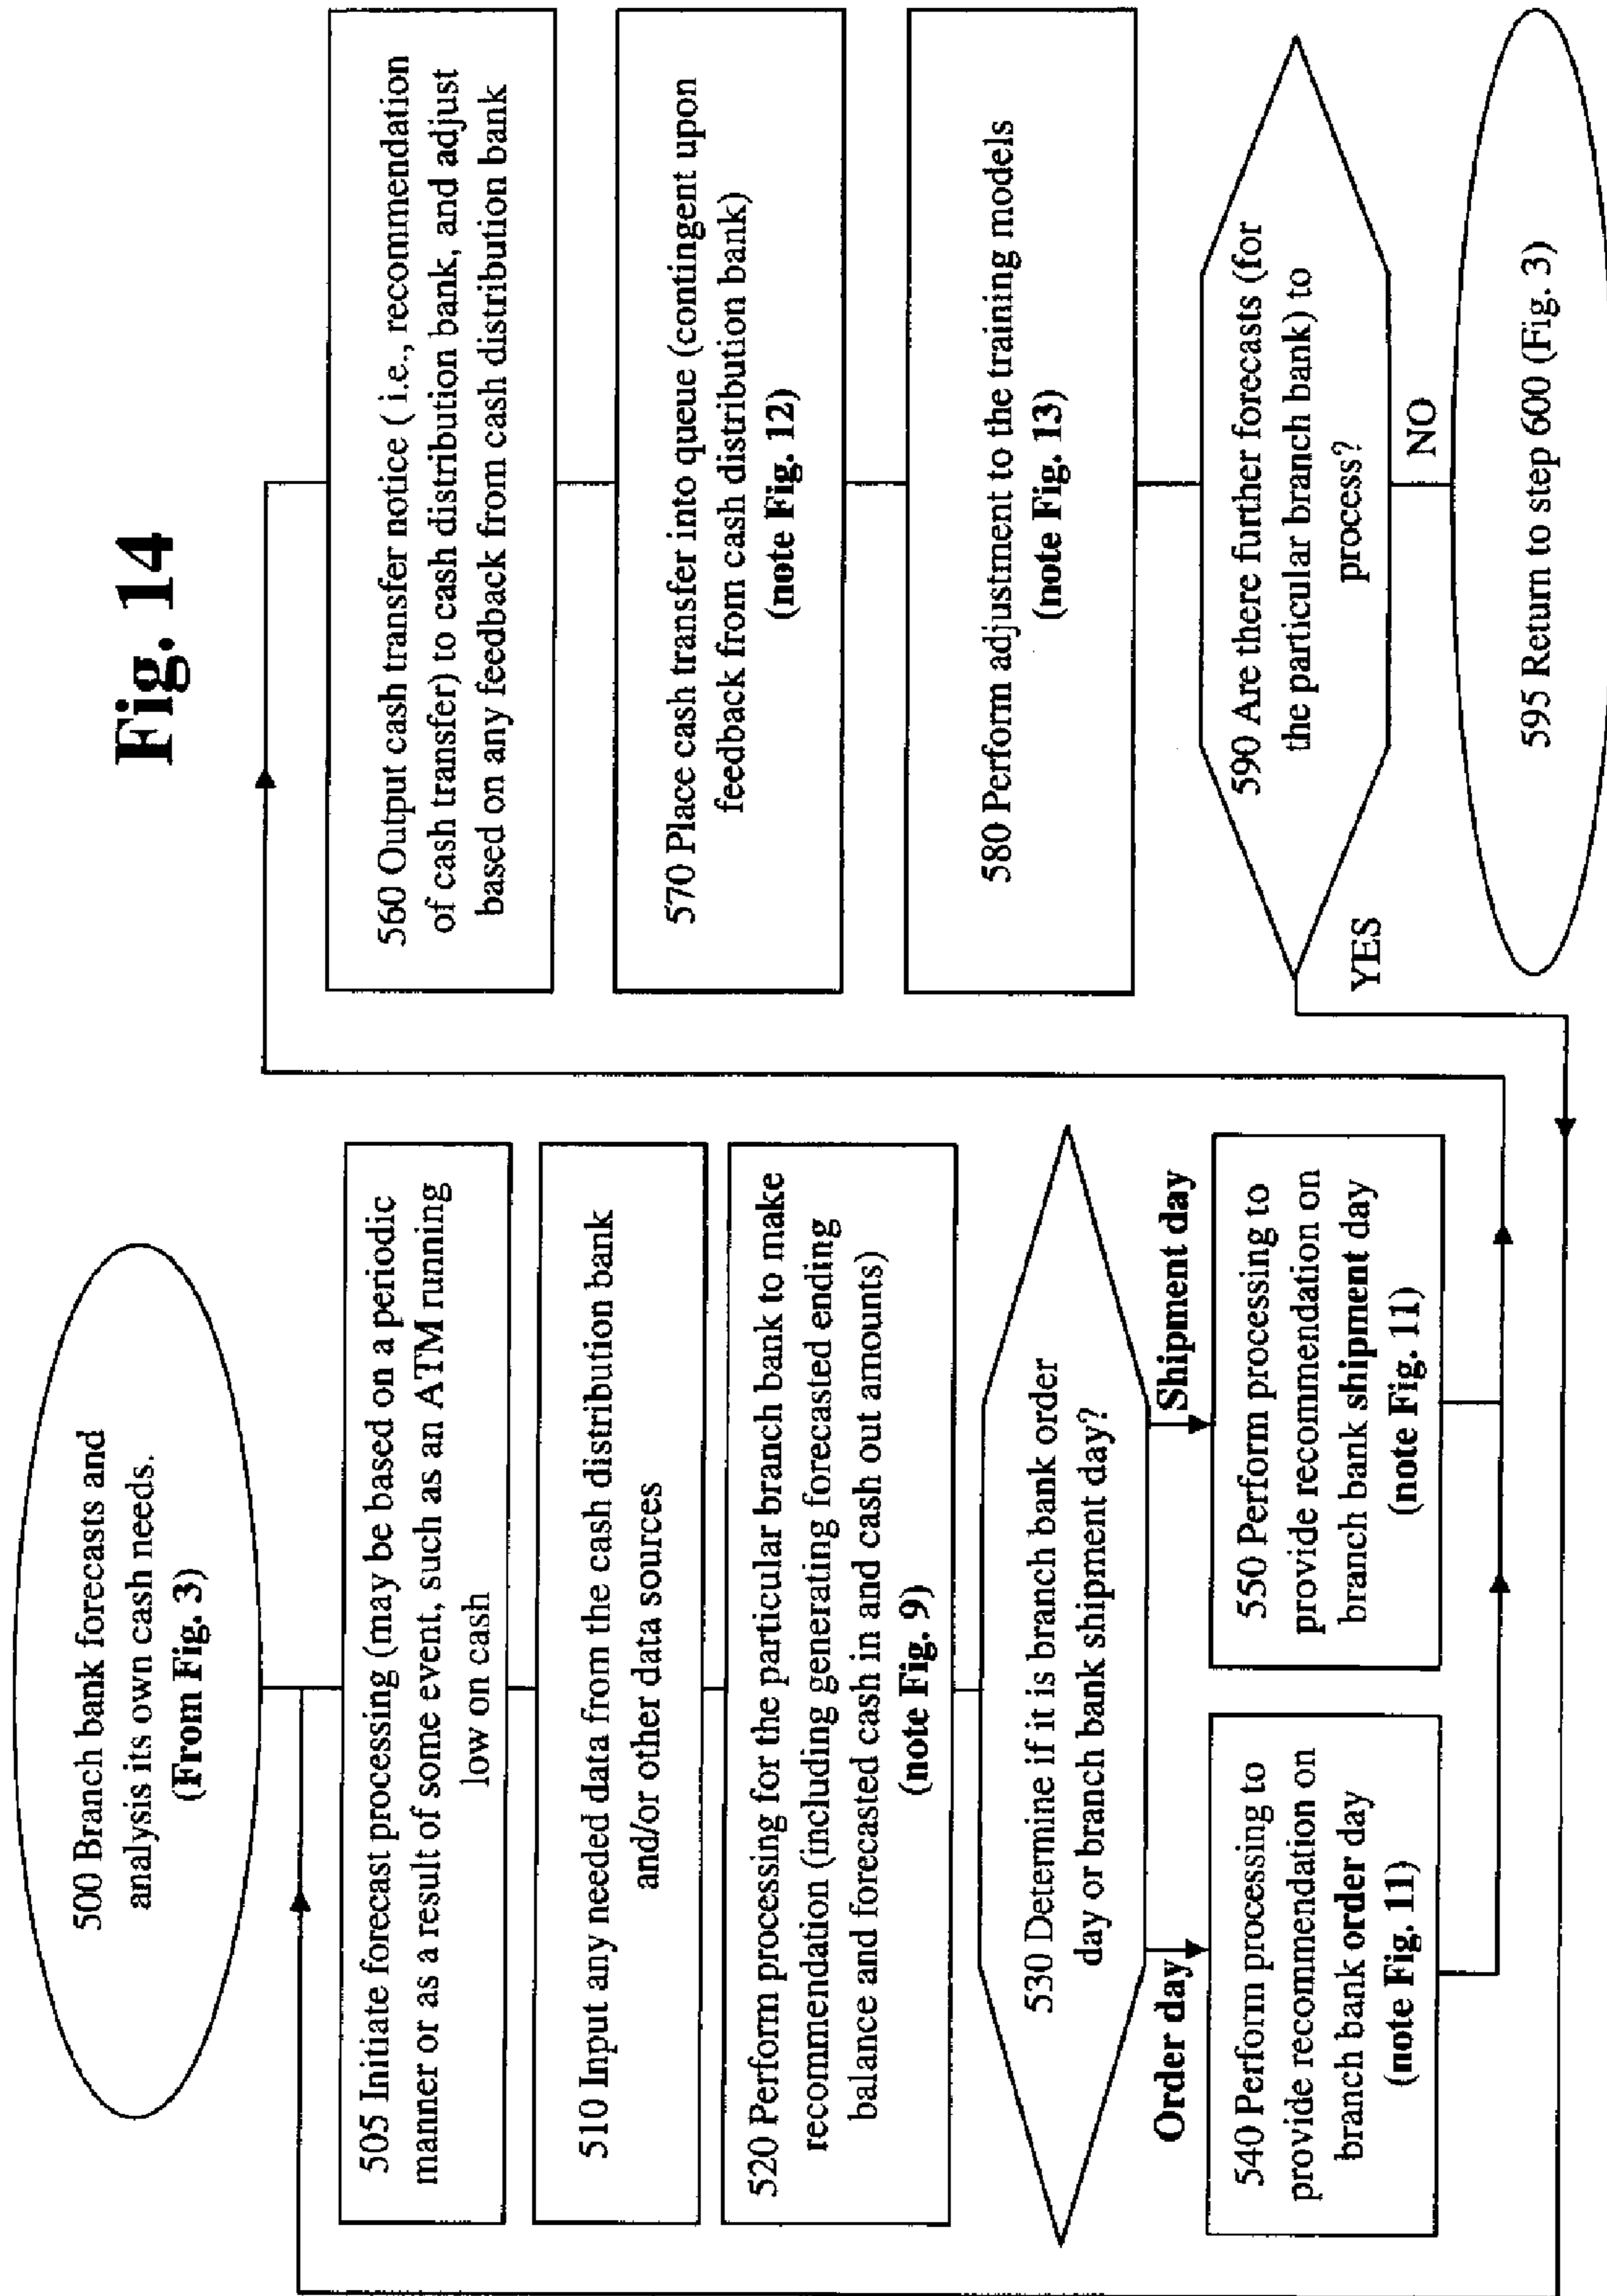 Fig. 14
500 Branch bank forecasts and
analysis its own cash needs.
(From Fig. 3)
505 Initiate forecast processing (may be based on a periodic
manner or as a result of some event, such as an ATM running
low on cash
510 Input any needed data from the cash distribution bank
and/or other data sources
520 Perform processing for the particular branch bank to make
recommendation (including generating forecasted ending
balance and forecasted cash in and cash out amounts)
(note Fig. 9)
530 Determine if it is branch bank order
day or branch bank shipment day?
Order day
Shipment day
540 Perform processing to
provide recommendation on
branch bank order day
(note Fig. 11)
550 Perform processing to
provide recommendation on
branch bank shipment day
(note Fig. 11)
560 Output cash transfer notice ( i.e., recommendation
of cash transfer) to cash distribution bank, and adjust
based on any feedback from cash distribution bank
570 Place cash transfer into queue (contingent upon
feedback from cash distribution bank)
(note Fig. 12)
580 Perform adjustment to the training models
(note Fig. 13)
590 Are there further forecasts (for
the particular branch bank) to
process?
YES
NO
595 Return to step 600 (Fig. 3)